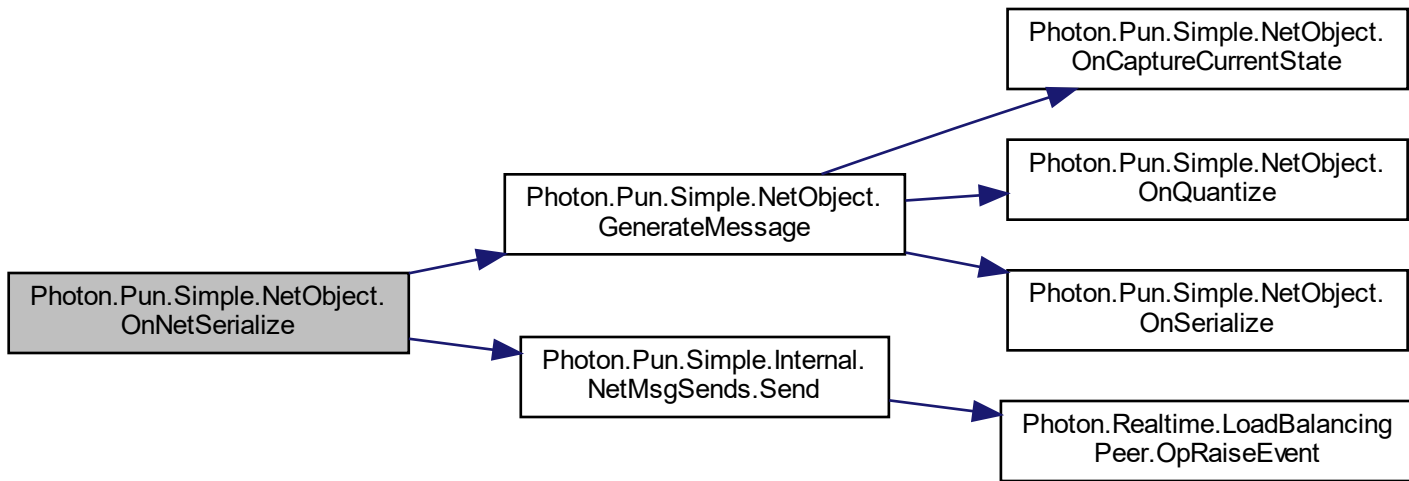 Photon.Pun.Simple.NetObject.
OnNetSerialize
Photon.Pun.Simple.NetObject.
GenerateMessage
Photon.Pun.Simple.NetObject.
OnCaptureCurrentState
Photon.Pun.Simple.NetObject.
OnQuantize
Photon.Pun.Simple.NetObject.
OnSerialize
Photon.Pun.Simple.Internal.
NetMsgSends.Send
Photon.Realtime.LoadBalancing
Peer.OpRaiseEvent